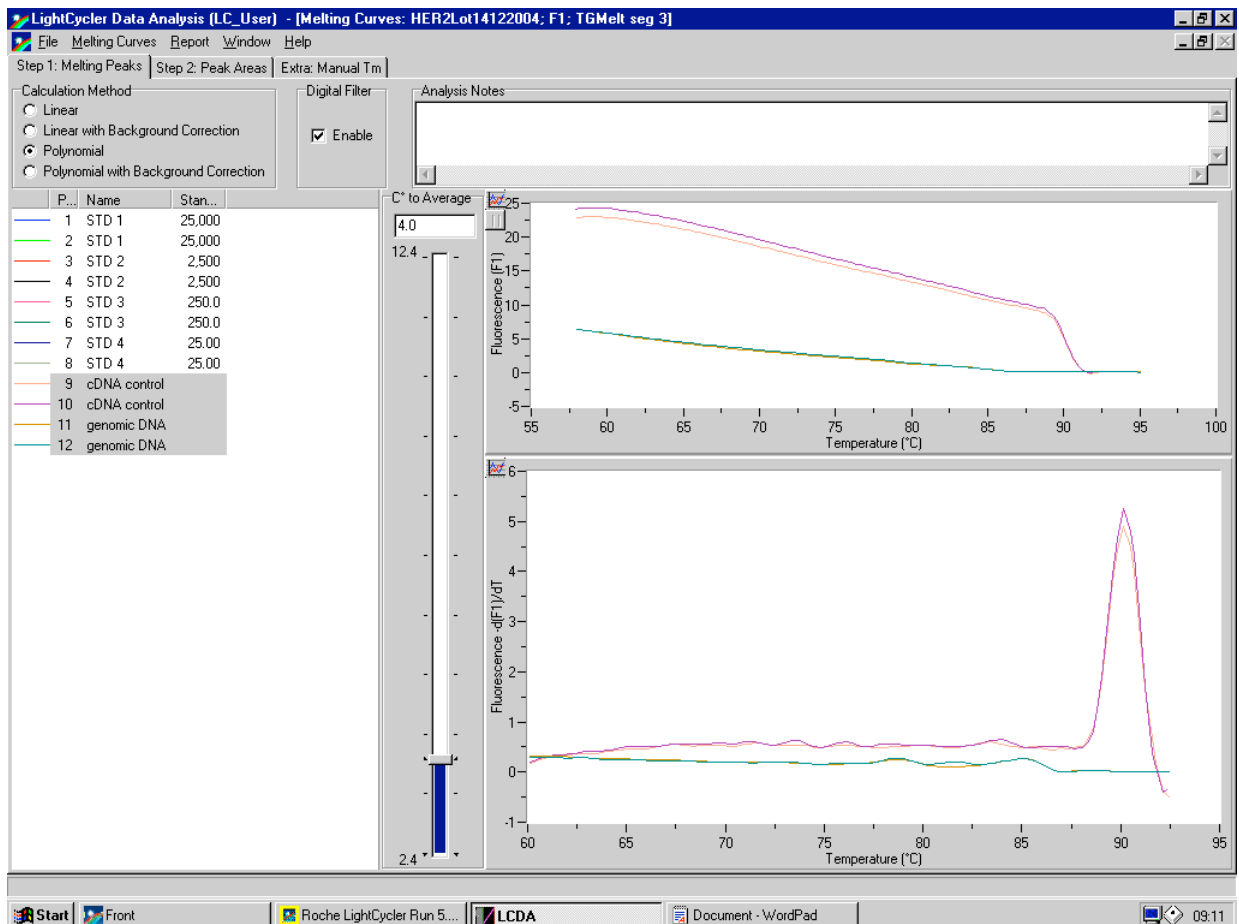 LightCycler Data Analysis (LC_User) - [Melting Curves: HER2Lot14122004; F1; TGMelt seg 3]
File Melting Curves Report Window Help
Step 1: Melting Peaks Step 2: Peak Areas Extra: Manual Tm
Calculation Method
Linear
Linear with Background Correction
Polynomial
Polynomial with Background Correction
Digital Filter
Enable
Analysis Notes
P... Name Stan...
1 STD 1 25,000
2 STD 1 25,000
3 STD 2 2,500
4 STD 2 2,500
5 STD 3 250.0
6 STD 3 250.0
7 STD 4 25.00
8 STD 4 25.00
9 cDNA control
10 cDNA control
11 genomic DNA
12 genomic DNA
C° to Average
4.0
12.4
2.4
Fluorescence (F1)
25
20
15
10
5
0
-5
55 60 65 70 75 80 85 90 95 100
Temperature (°C)
Fluorescence -d(F1)/dT
6
5
4
3
2
1
0
-1
60 65 70 75 80 85 90 95
Temperature (°C)
Start Front Roche LightCycler Run 5.... LCDA Document - WordPad 09:11